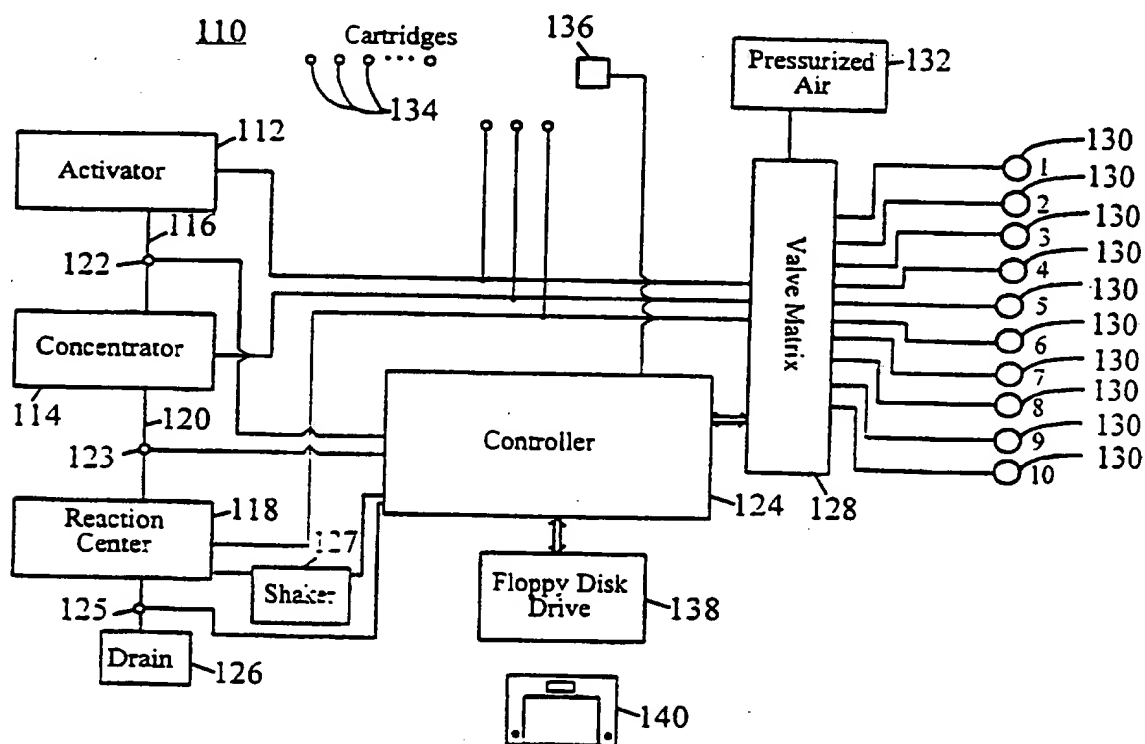 110
Cartridges
134
136
Pressurized
Air
132
112
Activator
116
122
Concentrator
114
120
123
Reaction
Center
118
127
Shaker
125
Drain
126
Controller
124
Floppy Disk
Drive
138
140
Valve Matrix
128
130
1
130
2
130
3
130
4
130
5
130
6
130
7
130
8
130
9
130
10